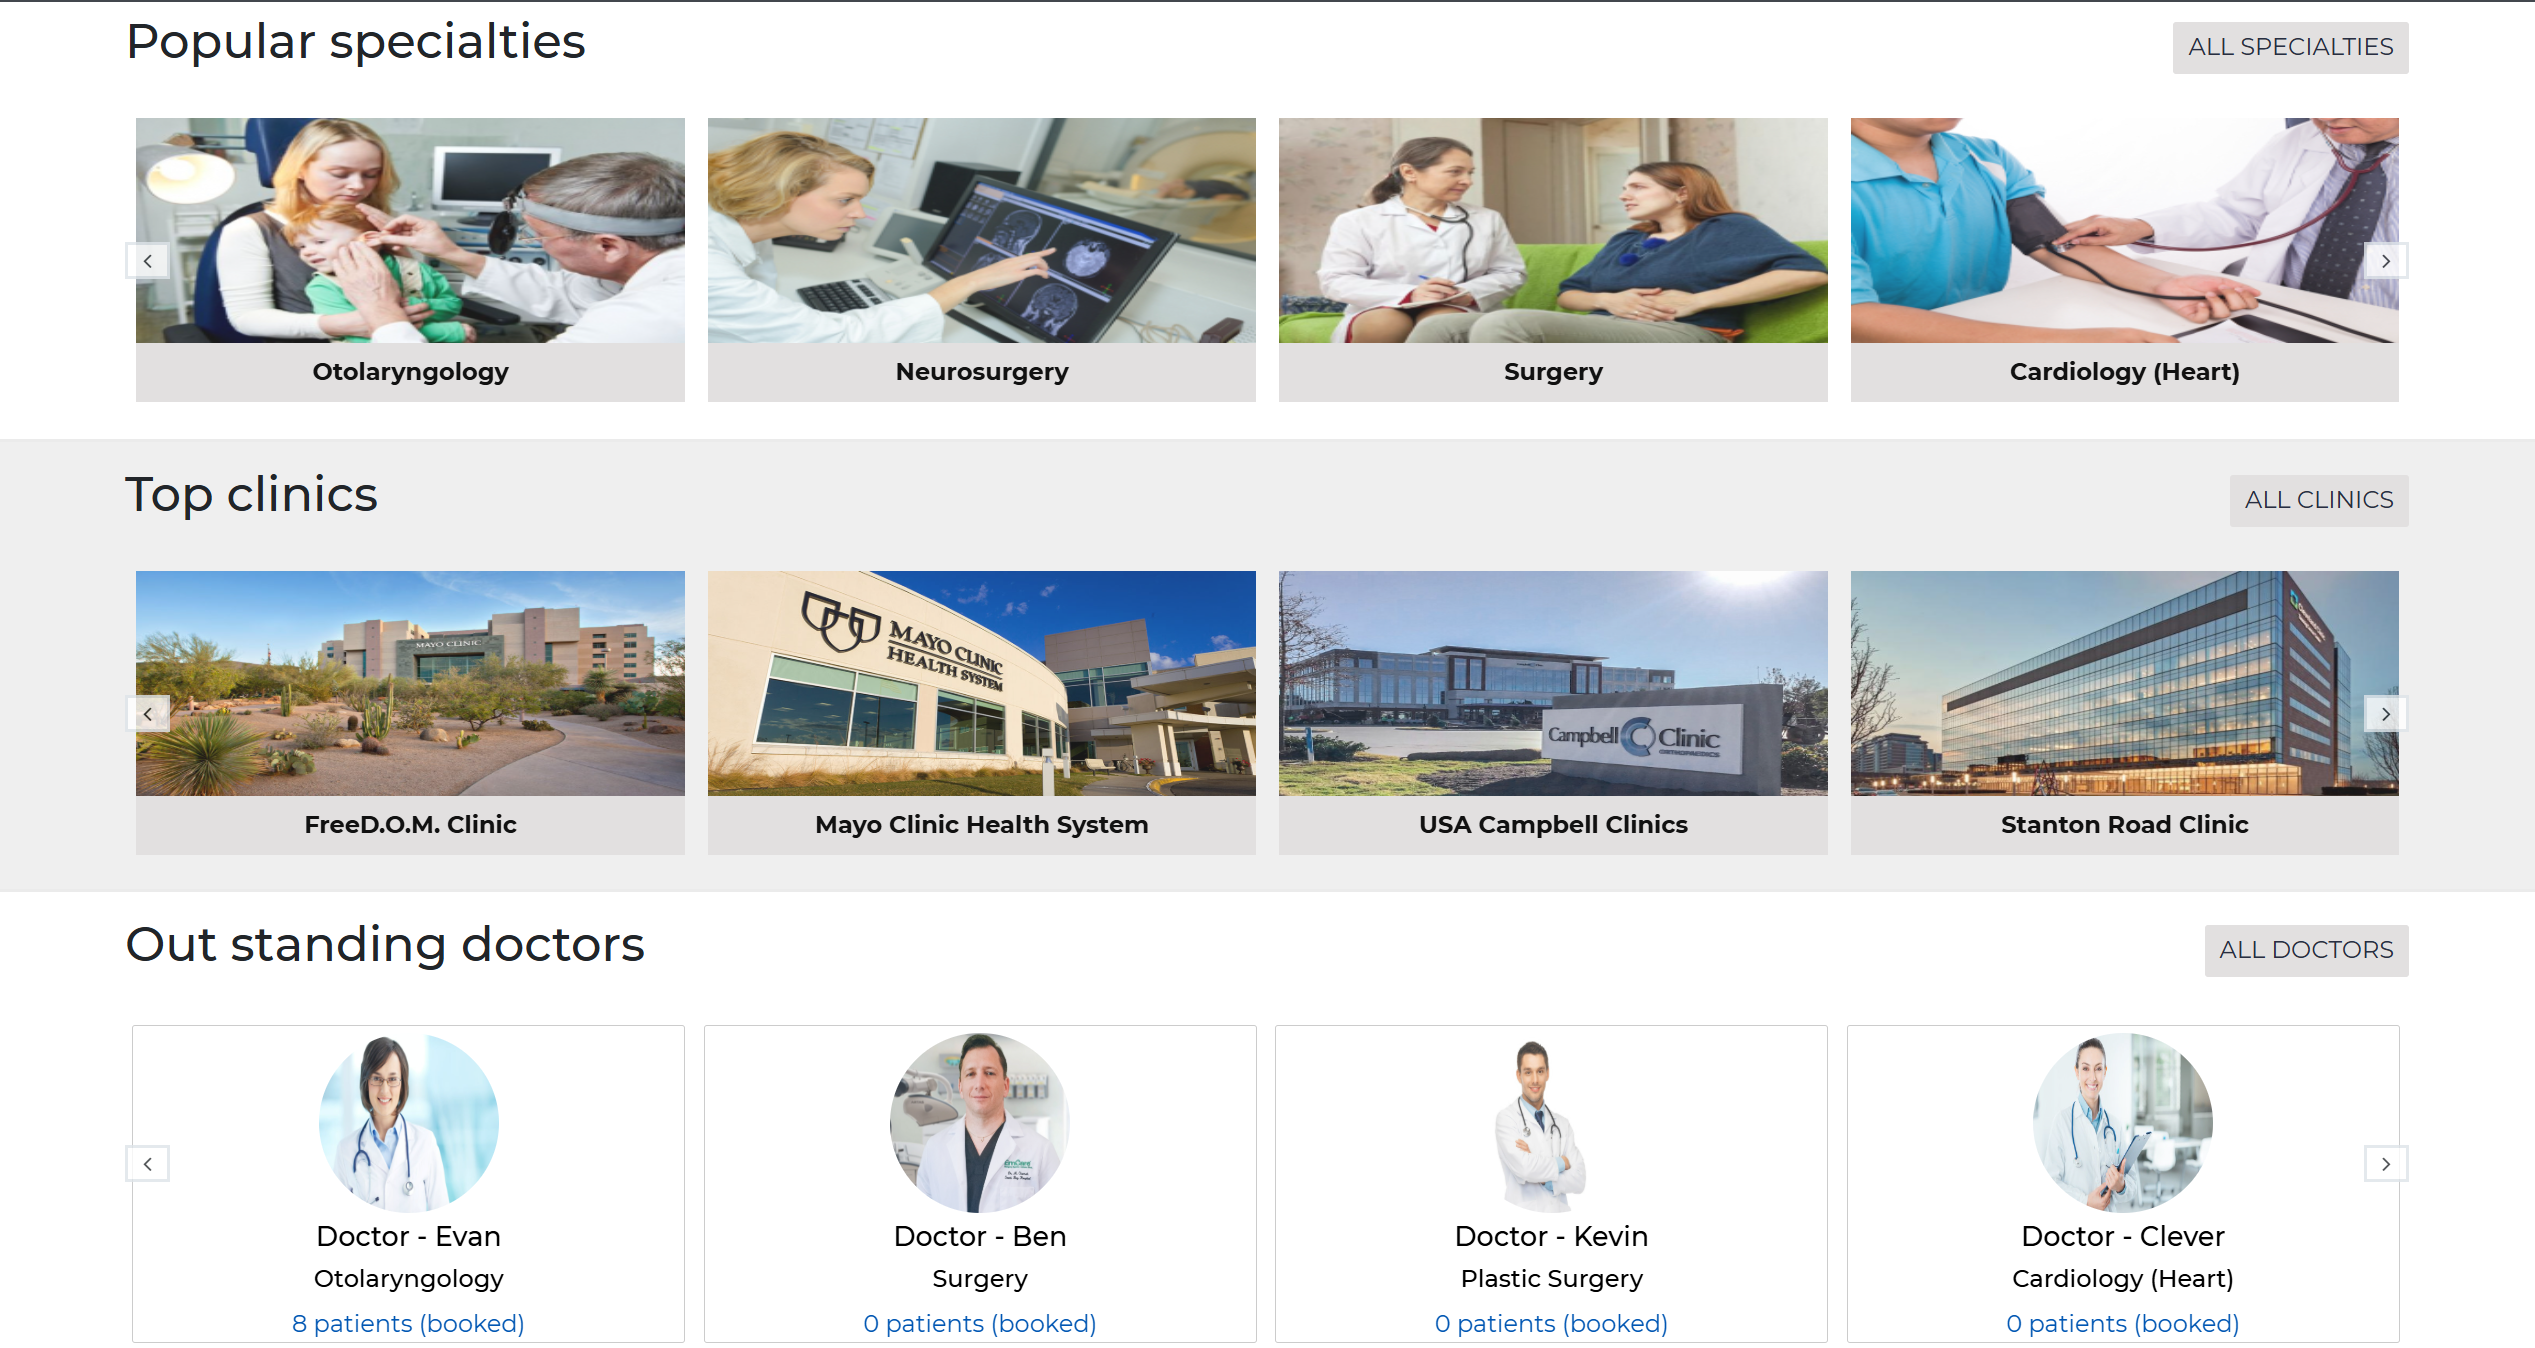 Popular specialties
ALL SPECIALTIES
Otolaryngology
Neurosurgery
Surgery
Cardiology (Heart)
Top clinics
ALL CLINICS
MAYO CLINIC
MAYO CLINIC
HEALTH SYSTEM
Campbell Clinic
ORTHOPAEDICS
FreeD.O.M. Clinic
Mayo Clinic Health System
USA Campbell Clinics
Stanton Road Clinic
Out standing doctors
ALL DOCTORS
Doctor - Evan
Otolaryngology
8 patients (booked)
Doctor - Ben
Surgery
0 patients (booked)
Doctor - Kevin
Plastic Surgery
0 patients (booked)
Doctor - Clever
Cardiology (Heart)
0 patients (booked)